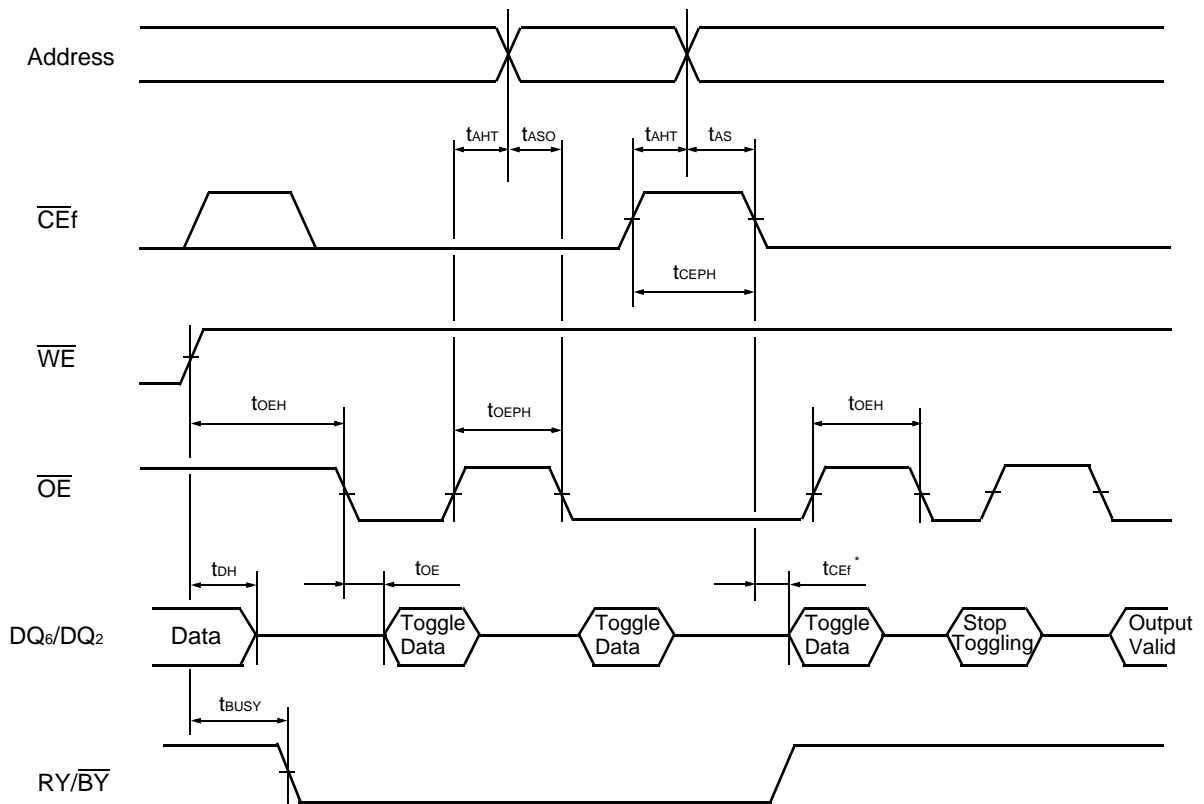 Address
tAHT tASO tAHT tAS
CEf
tCEPH
WE
tOEH tOEPH tOEH
OE
tDH tOE tCEf*
DQ6/DQ2 Data Toggle Data Toggle Data Toggle Data Stop Toggling Output Valid
tBUSY
RY/BY